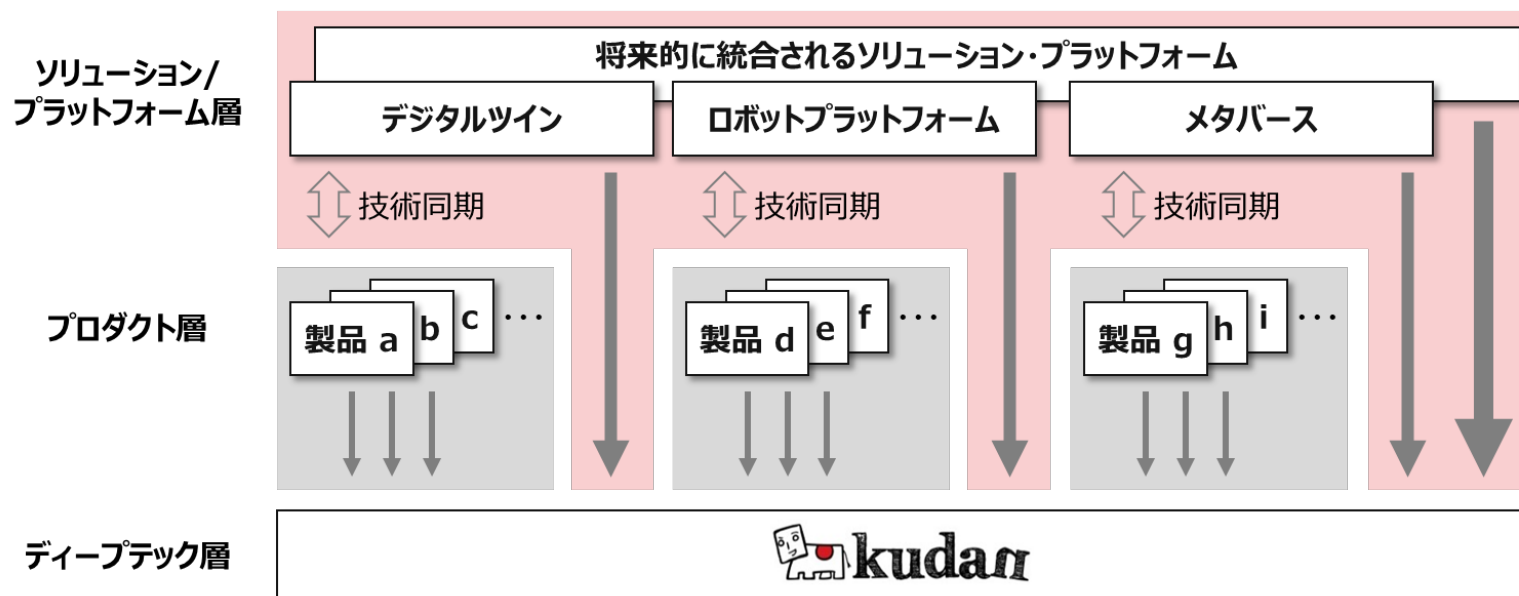 将来的に統合されるソリューション・プラットフォーム
ソリューション/
プラットフォーム層
デジタルツイン
ロボットプラットフォーム
メタバース
技術同期
技術同期
技術同期
プロダクト層
製品 a
b
c
・・・
製品 d
e
f
・・・
製品 g
h
i
・・・
ディープテック層
kudan